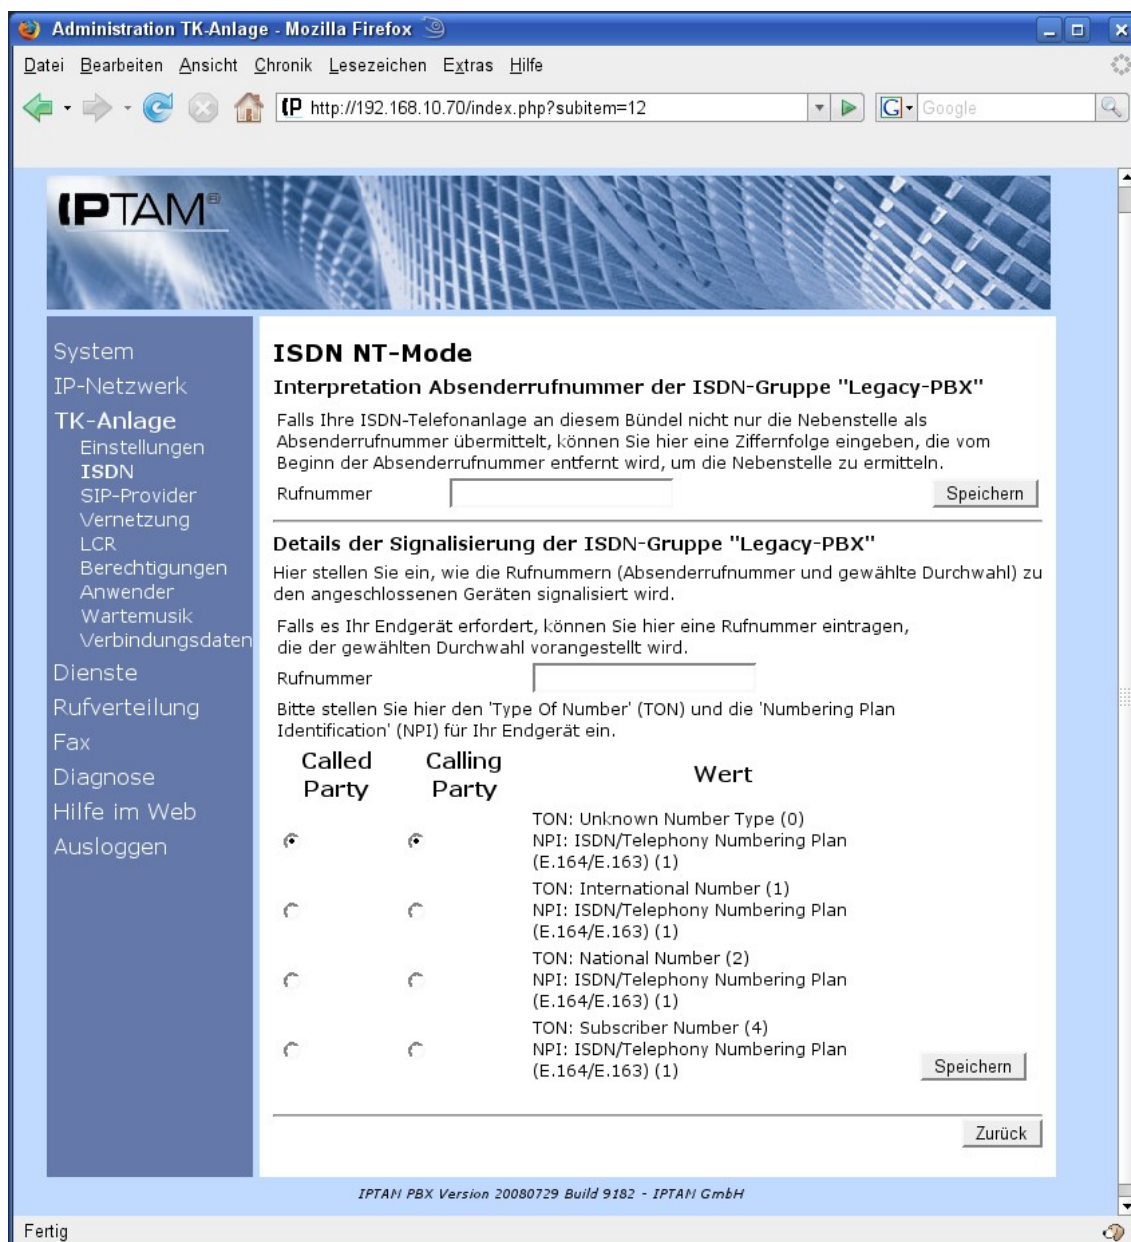 Administration TK-Anlage - Mozilla Firefox
Datei Bearbeiten Ansicht Chronik Lesezeichen Extras Hilfe
http://192.168.10.70/index.php?subitem=12
G Google
IPTAM®
System
IP-Netzwerk
TK-Anlage
Einstellungen
ISDN
SIP-Provider
Vernetzung
LCR
Berechtigungen
Anwender
Wartemusik
Verbindungsdaten
Dienste
Rufverteilung
Fax
Diagnose
Hilfe im Web
Ausloggen
ISDN NT-Mode
Interpretation Absenderrufnummer der ISDN-Gruppe "Legacy-PBX"
Falls Ihre ISDN-Telefonanlage an diesem Bündel nicht nur die Nebenstelle als
Absenderrufnummer übermittelt, können Sie hier eine Ziffernfolge eingeben, die vom
Beginn der Absenderrufnummer entfernt wird, um die Nebenstelle zu ermitteln.
Rufnummer Speichern
Details der Signalisierung der ISDN-Gruppe "Legacy-PBX"
Hier stellen Sie ein, wie die Rufnummern (Absenderrufnummer und gewählte Durchwahl) zu
den angeschlossenen Geräten signalisiert wird.
Falls es Ihr Endgerät erfordert, können Sie hier eine Rufnummer eintragen,
die der gewählten Durchwahl vorangestellt wird.
Rufnummer
Bitte stellen Sie hier den 'Type Of Number' (TON) und die 'Numbering Plan
Identification' (NPI) für Ihr Endgerät ein.
Called Party
Calling Party
Wert
TON: Unknown Number Type (0)
NPI: ISDN/Telephony Numbering Plan
(E.164/E.163) (1)
TON: International Number (1)
NPI: ISDN/Telephony Numbering Plan
(E.164/E.163) (1)
TON: National Number (2)
NPI: ISDN/Telephony Numbering Plan
(E.164/E.163) (1)
TON: Subscriber Number (4)
NPI: ISDN/Telephony Numbering Plan
(E.164/E.163) (1)
Speichern
Zurück
IPTAM PBX Version 20080729 Build 9182 - IPTAM GmbH
Fertig